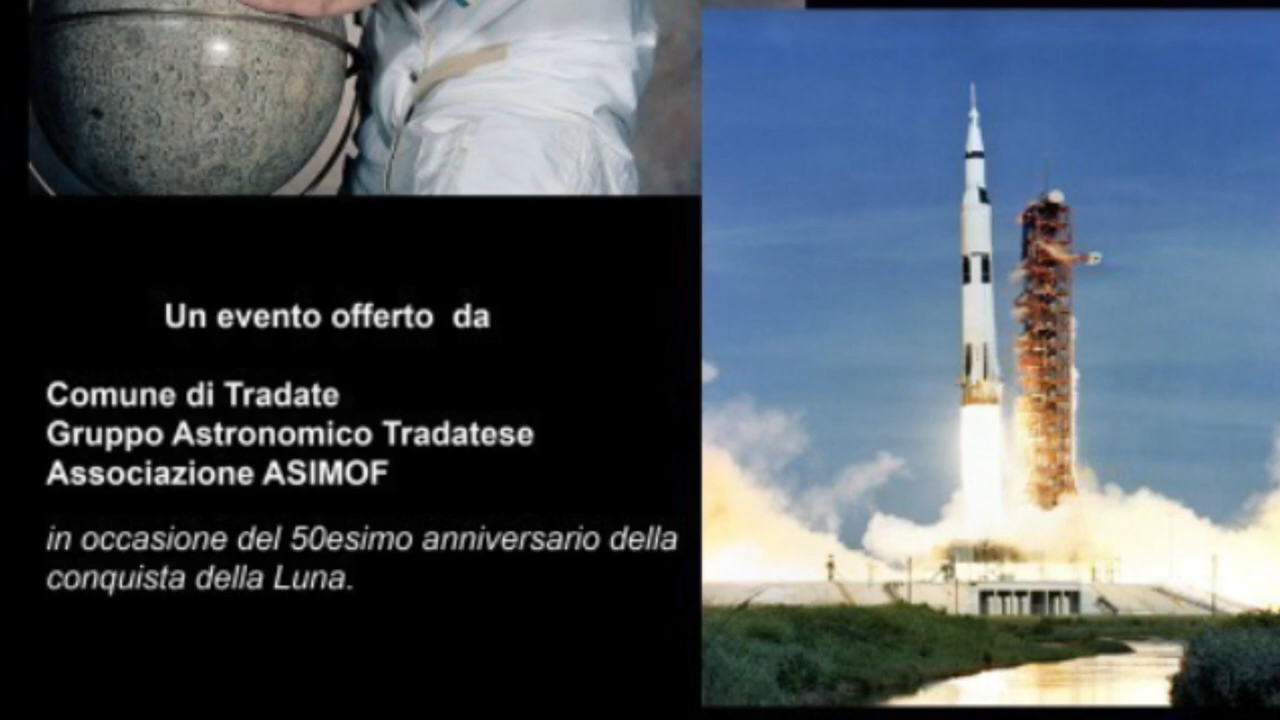 Un evento offerto da
Comune di Tradate
Gruppo Astronomico Tradatese
Associazione ASIMOF
in occasione del 50esimo anniversario della
conquista della Luna.